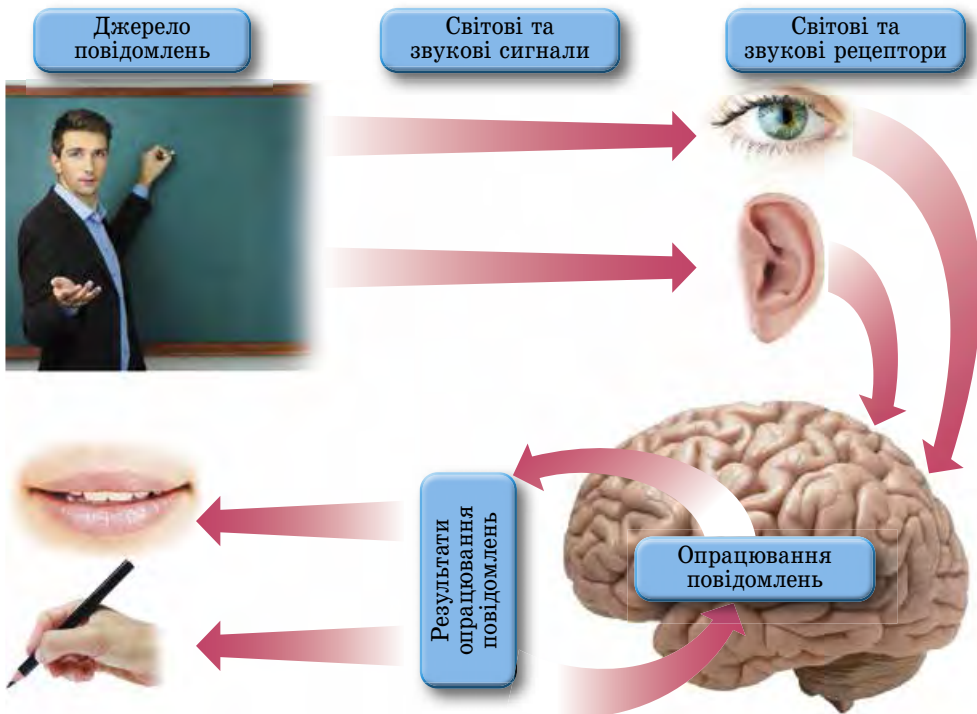 Джерело
повідомлень
Світові та
звукові сигнали
Світові та
звукові рецептори
Результати
опрацювання
повідомлень
Опрацювання
повідомлень